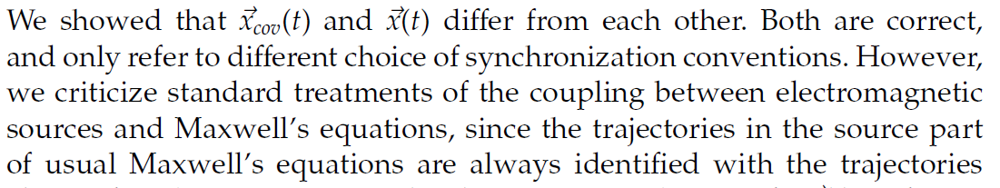 We showed that x⃗cov(t) and x⃗(t) differ from each other. Both are correct,
and only refer to different choice of synchronization conventions. However,
we criticize standard treatments of the coupling between electromagnetic
sources and Maxwell's equations, since the trajectories in the source part
of usual Maxwell's equations are always identified with the trajectories